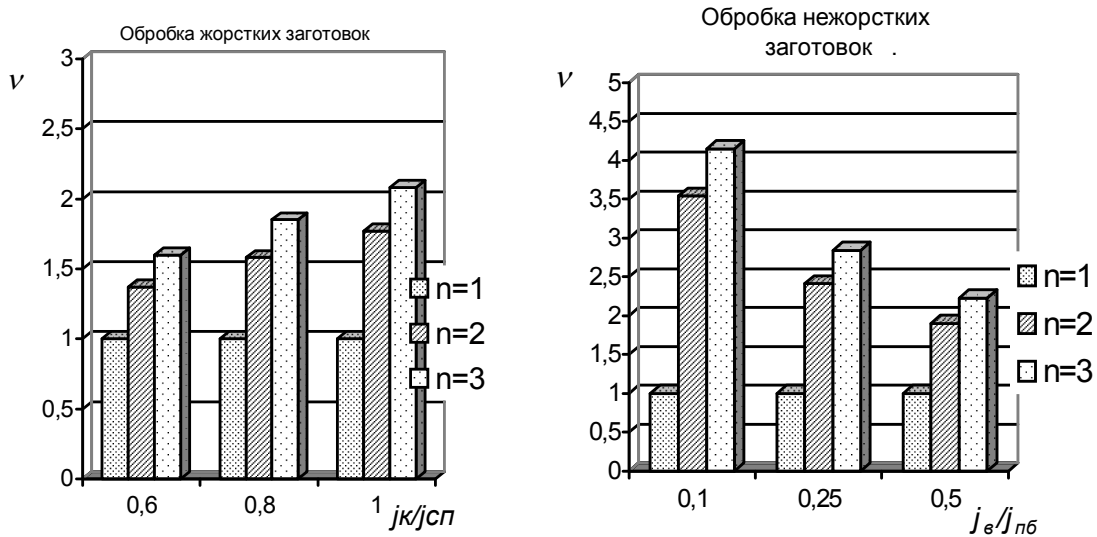 Обробка жорстких заготовок
ν
3
2,5
2
1,5
1
0,5
0
0,6 0,8 1 jк/jсп
n=1
n=2
n=3
Обробка нежорстких
заготовок .
ν
5
4,5
4
3,5
3
2,5
2
1,5
1
0,5
0
0,1 0,25 0,5
j_в/j_пб
n=1
n=2
n=3